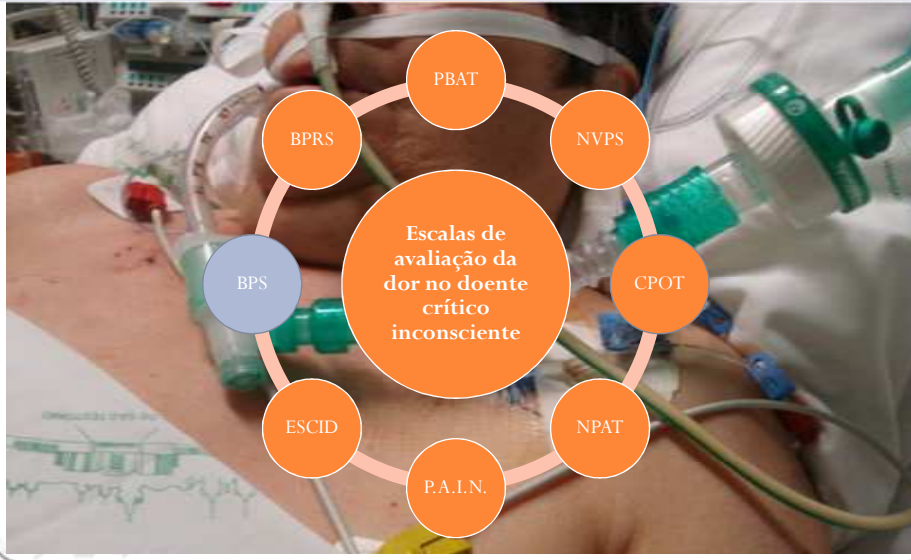 PBAT
BPRS
NVPS
Escalas de
avaliação da
dor no doente
crítico
inconsciente
BPS
CPOT
ESCID
NPAT
P.A.I.N.